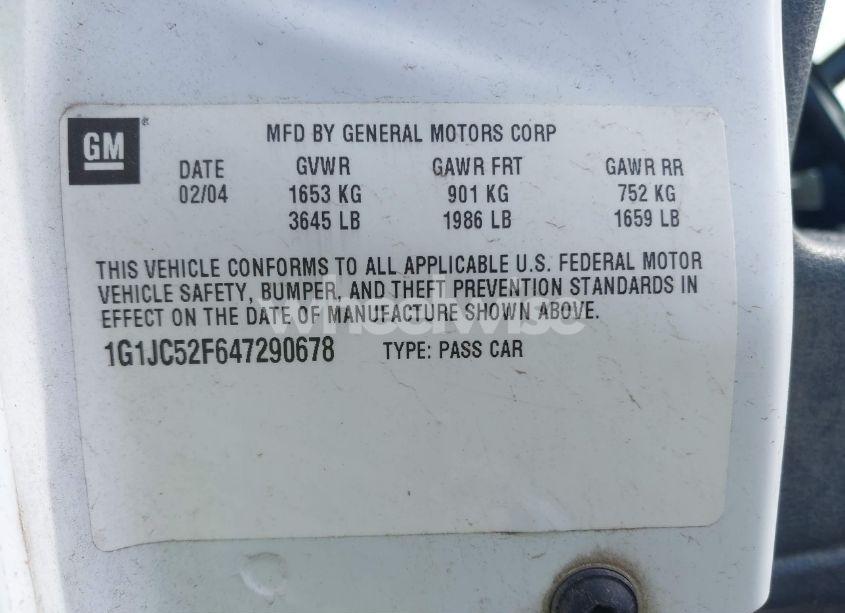 GM
MFD BY GENERAL MOTORS CORP
DATE GVWR GAWR FRT GAWR RR
02/04 1653 KG 901 KG 752 KG
3645 LB 1986 LB 1659 LB
THIS VEHICLE CONFORMS TO ALL APPLICABLE U.S. FEDERAL MOTOR
VEHICLE SAFETY, BUMPER, AND THEFT PREVENTION STANDARDS IN
EFFECT ON THE DATE OF MANUFACTURE SHOWN ABOVE.
wheelwise
1G1JC52F647290678 TYPE: PASS CAR